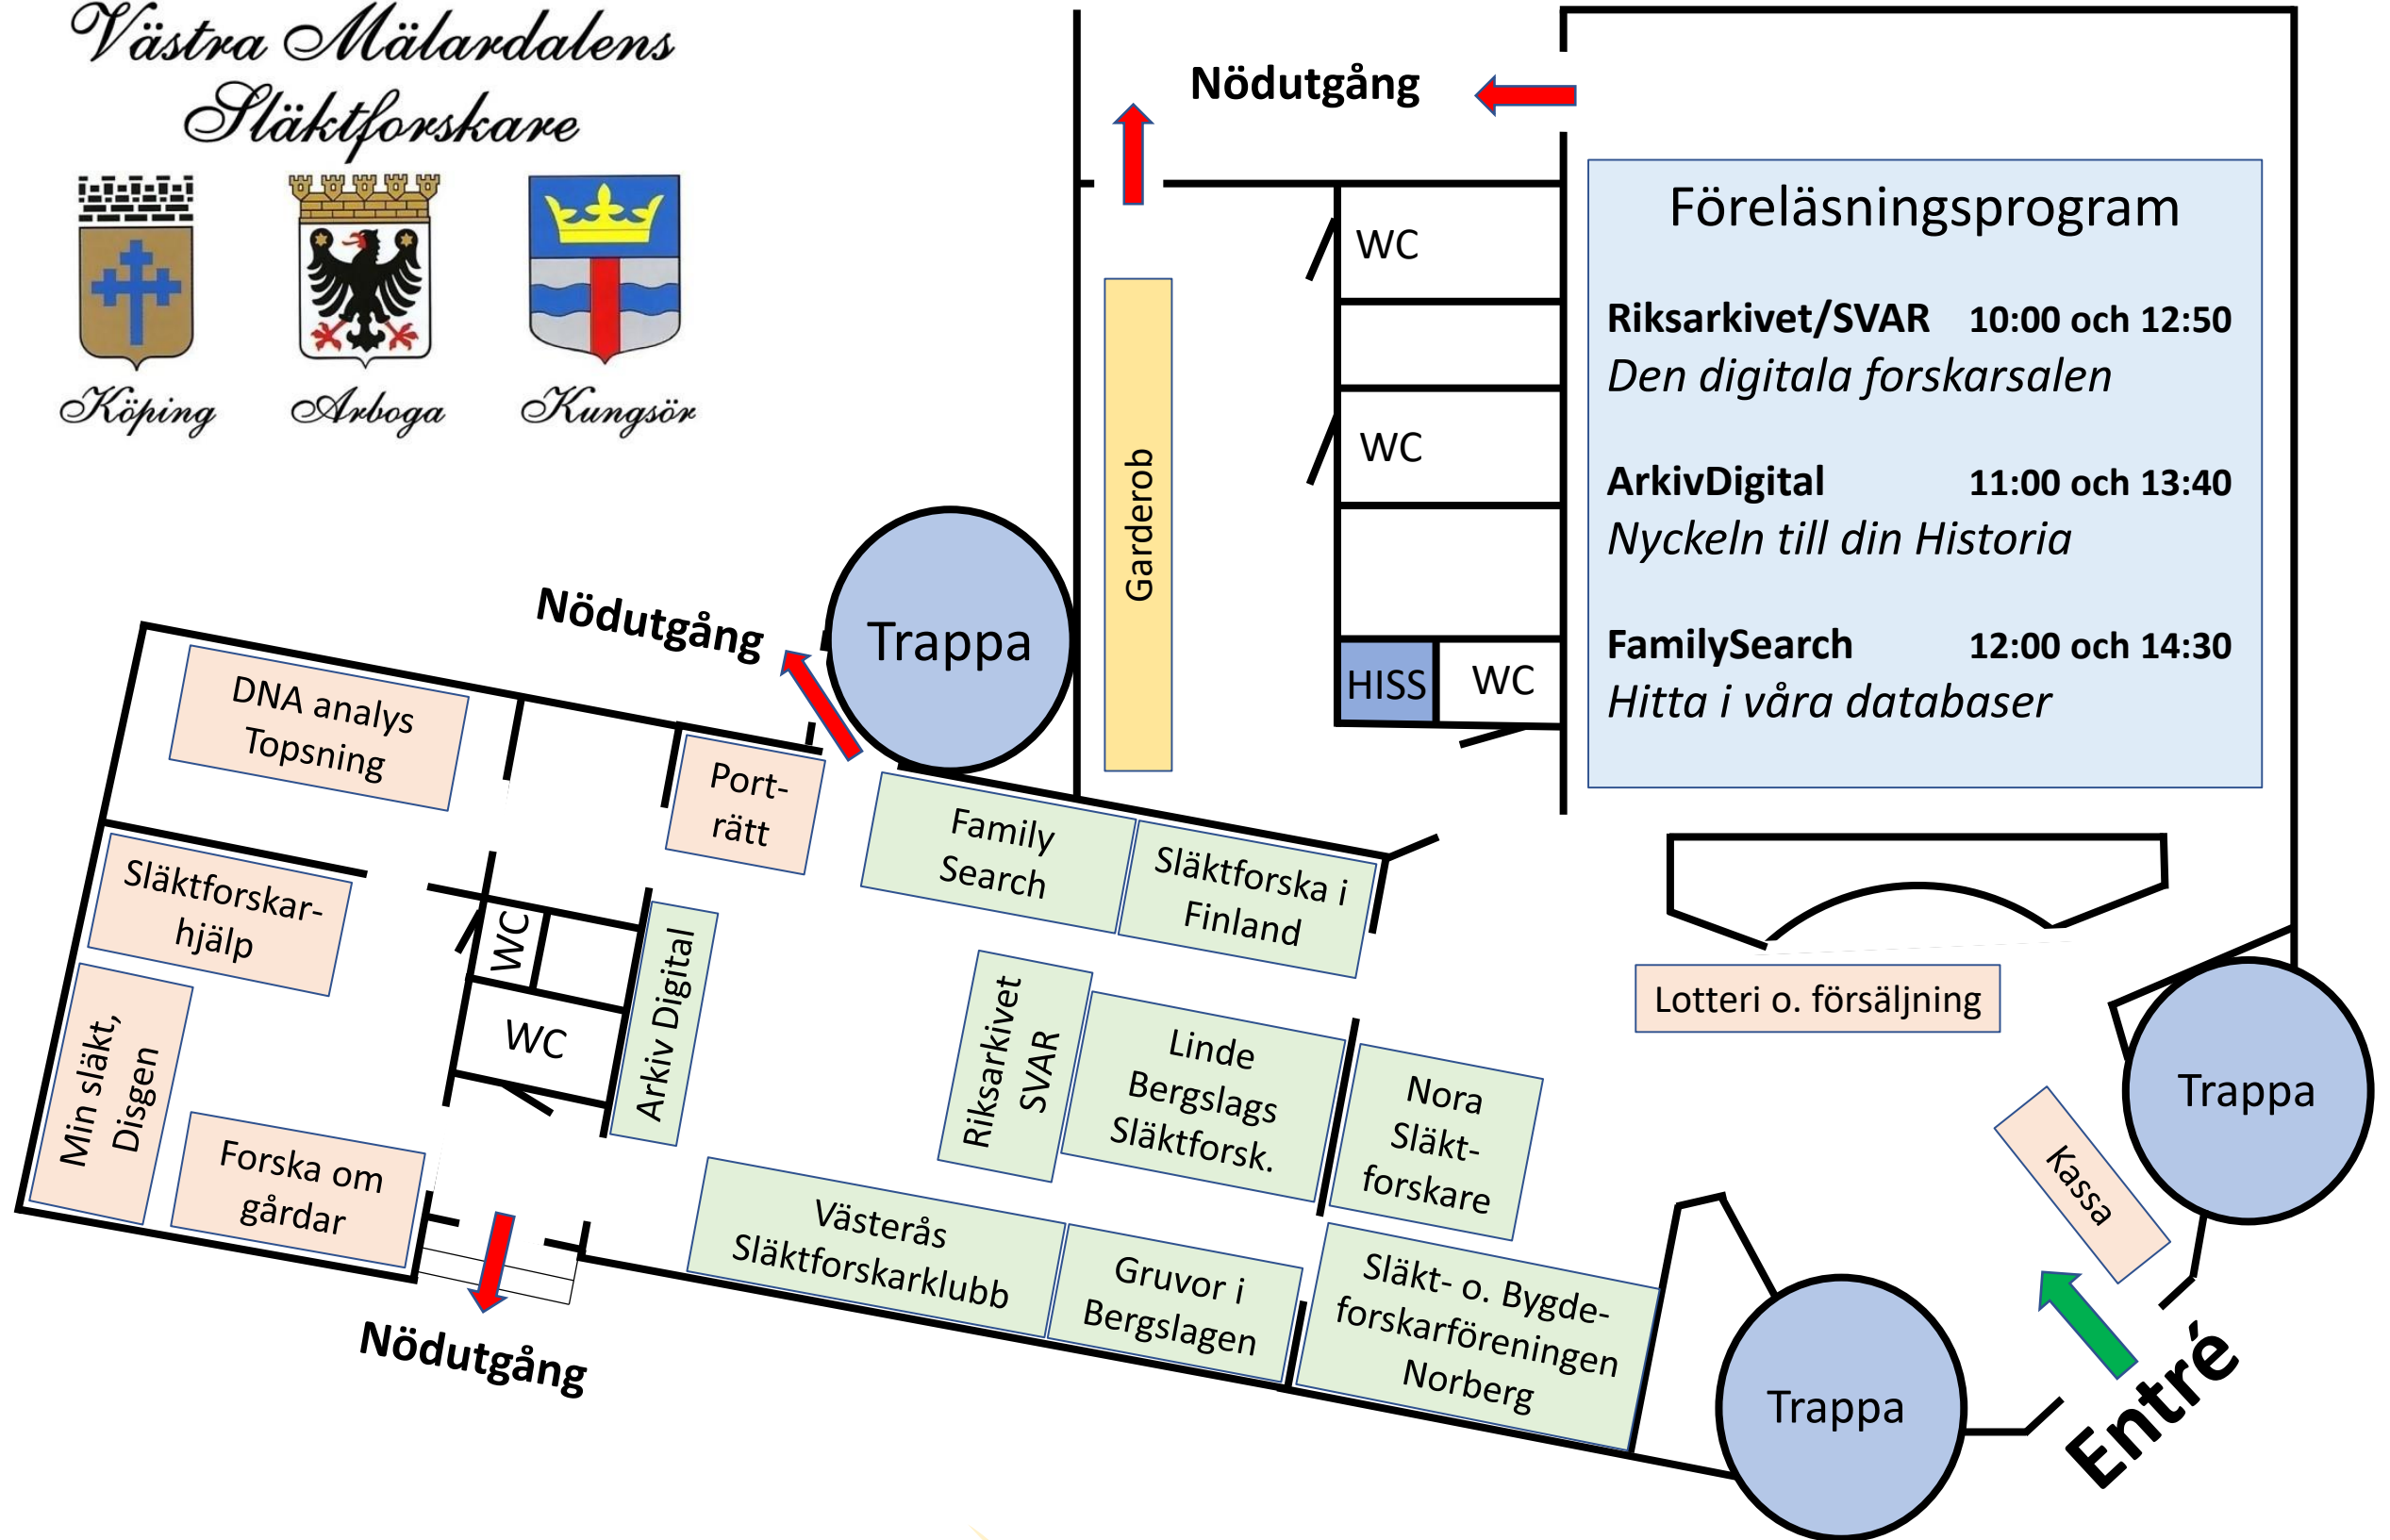 Västra Mälardalens
Släktforskare
Köping
Arboga
Kungsör
Nödutgång
Föreläsningsprogram
Riksarkivet/SVAR 10:00 och 12:50
Den digitala forskarsalen
ArkivDigital 11:00 och 13:40
Nyckeln till din Historia
FamilySearch 12:00 och 14:30
Hitta i våra databaser
WC
WC
HISS
WC
Garderob
Trappa
Nödutgång
DNA analys
Topsning
Port-
rätt
Family
Search
Släktforska i
Finland
Släktforskar-
hjälp
WC
WC
Arkiv Digital
Riksarkivet
SVAR
Linde
Bergslags
Släktforsk.
Nora
Släkt-
forskare
Lotteri o. försäljning
Trappa
Kassa
Min släkt,
Disgen
Forska om
gårdar
Västerås
Släktforskarklubb
Gruvor i
Bergslagen
Släkt- o. Bygde-
forskarföreningen
Norberg
Trappa
Entré
Nödutgång